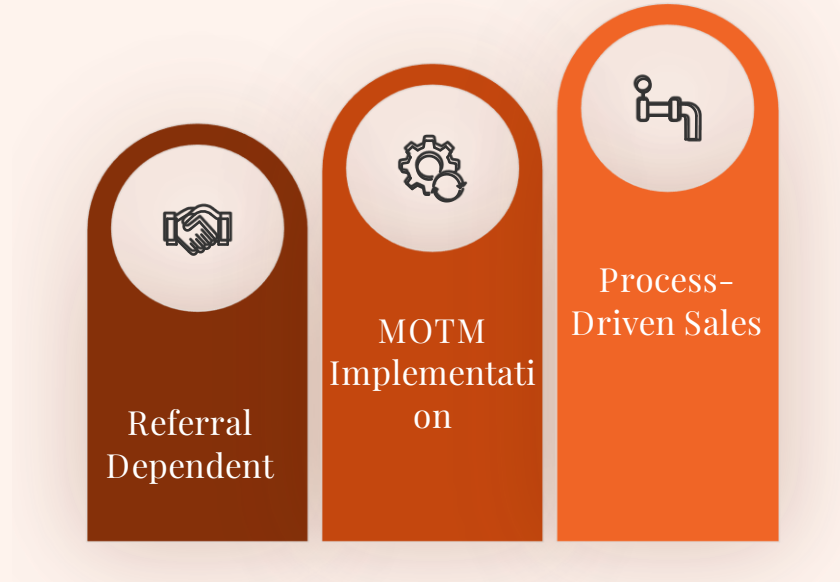 Referral
Dependent
MOTM
Implementati
on
Process-
Driven Sales